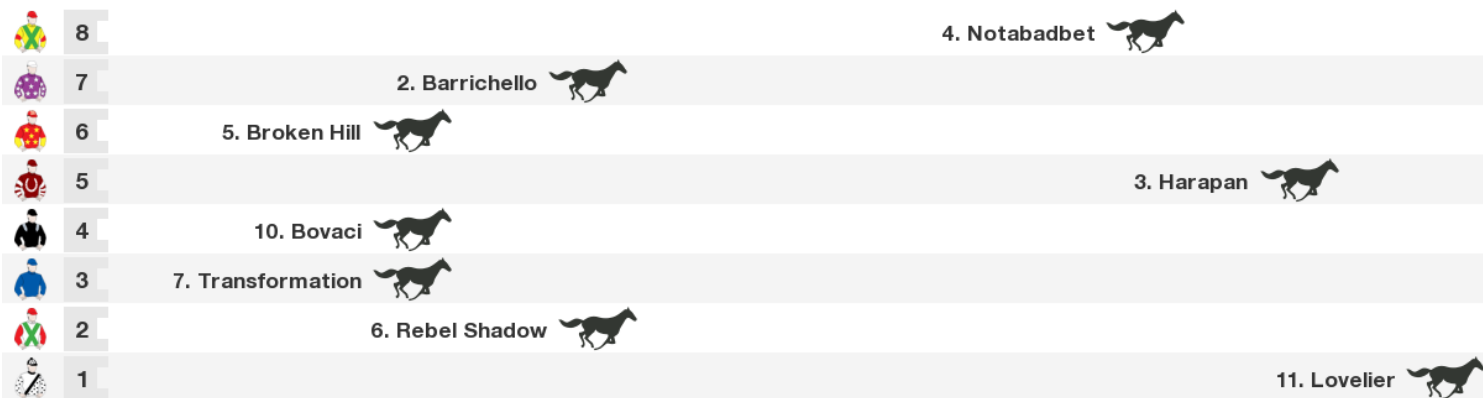 8 4. Notabadbet
7 2. Barrichello
6 5. Broken Hill
5 3. Harapan
4 10. Bovaci
3 7. Transformation
2 6. Rebel Shadow
1 11. Lovelier